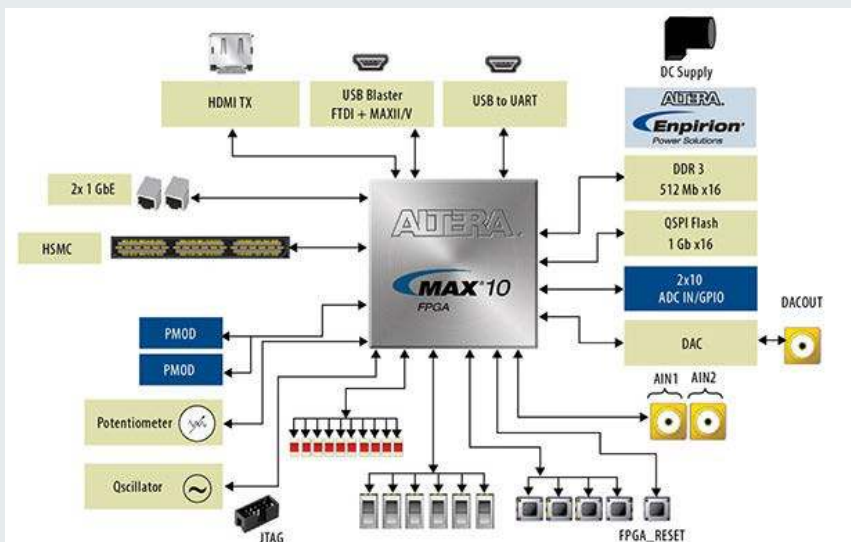 DC Supply
HDMI TX
USB Blaster
FTDI + MAXII/V
USB to UART
ALTERA.
Enpirion®
Power Solutions
2x 1 GbE
DDR 3
512 Mb x16
HSMC
ALTERA.
MAX®10
FPGA
QSPI Flash
1 Gb x16
2x10
ADC IN/GPIO
DACOUT
PMOD
DAC
PMOD
AIN1 AIN2
Potentiometer
Qscillator
JTAG
FPGA_RESET